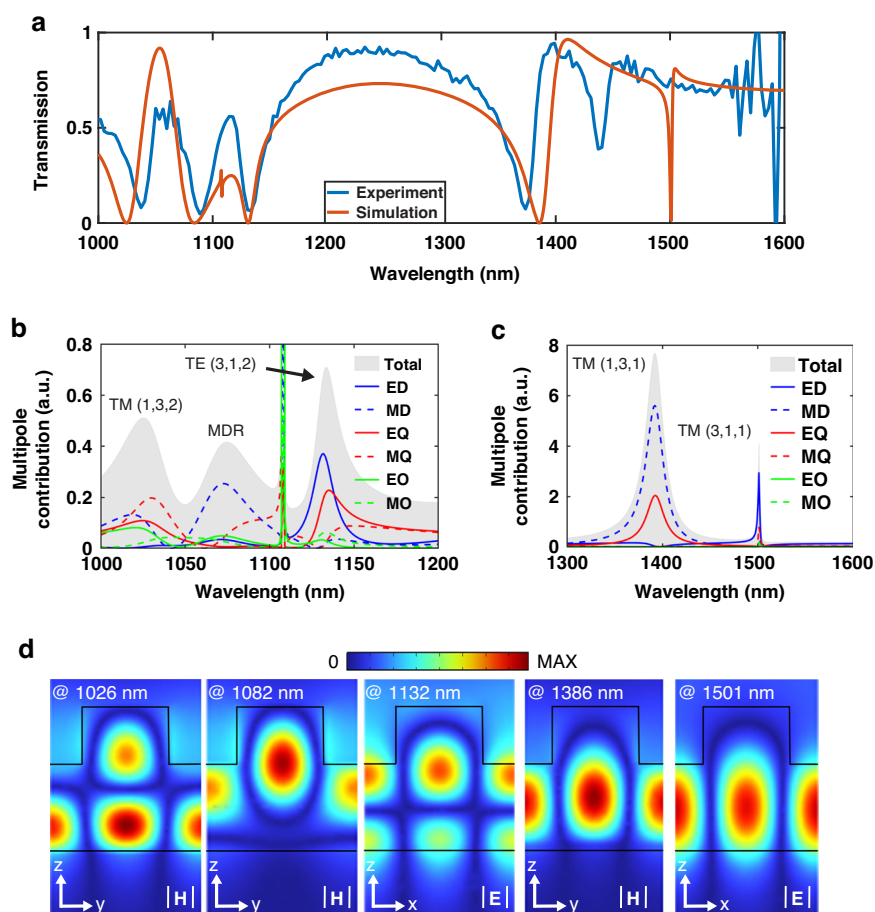 a
1
0.5
0
Transmission
Experiment
Simulation
1000 1100 1200 1300 1400 1500 1600
Wavelength (nm)
b
0.8
0.6
0.4
0.2
0
Multipole
contribution (a.u.)
TE (3,1,2)
TM (1,3,2)
MDR
Total
ED
MD
EQ
MQ
EO
MO
1000 1050 1100 1150 1200
Wavelength (nm)
c
8
6
4
2
0
Multipole
contribution (a.u.)
TM (1,3,1)
TM (3,1,1)
Total
ED
MD
EQ
MQ
EO
MO
1300 1400 1500 1600
Wavelength (nm)
d
0 MAX
@ 1026 nm @ 1082 nm @ 1132 nm @ 1386 nm @ 1501 nm
z z z z z
y |H| y |H| x |E| y |H| x |E|